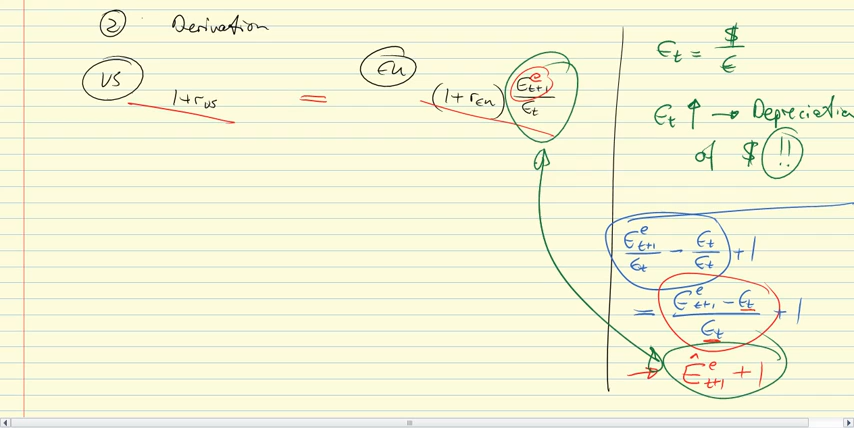 ② Derivation
US EU
1+r_US = (1+r_EU) E^e_{t+1} / E_t
E_t = $ / €
E_t ↑ → Depreciation
of $ !!
E^e_{t+1} / E_t − E_t / E_t + 1
= (E^e_{t+1} − E_t) / E_t + 1
→ Ê^e_{t+1} + 1